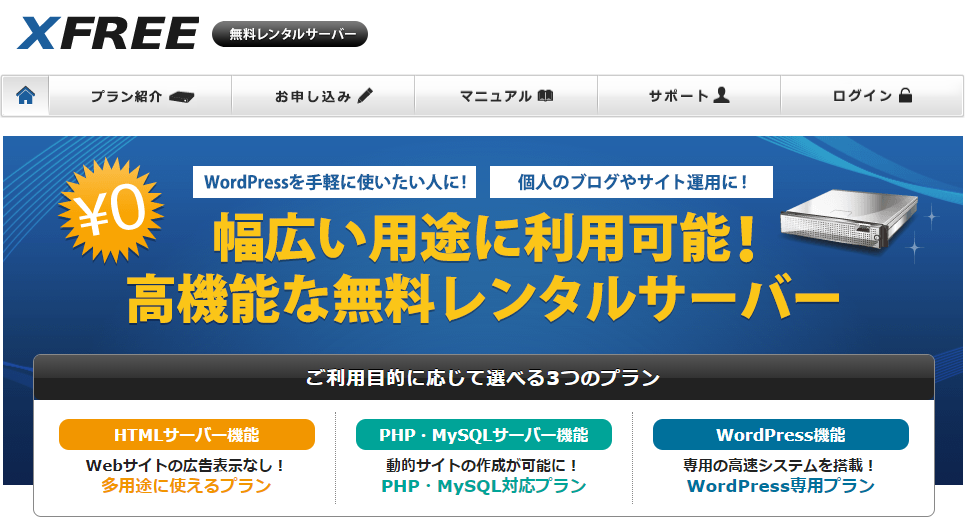 XFREE
無料レンタルサーバー
プラン紹介
お申し込み
マニュアル
サポート
ログイン
¥0
WordPressを手軽に使いたい人に!
個人のブログやサイト運用に!
幅広い用途に利用可能!
高機能な無料レンタルサーバー
ご利用目的に応じて選べる3つのプラン
HTMLサーバー機能
Webサイトの広告表示なし!
多用途に使えるプラン
PHP・MySQLサーバー機能
動的サイトの作成が可能に!
PHP・MySQL対応プラン
WordPress機能
専用の高速システムを搭載!
WordPress専用プラン